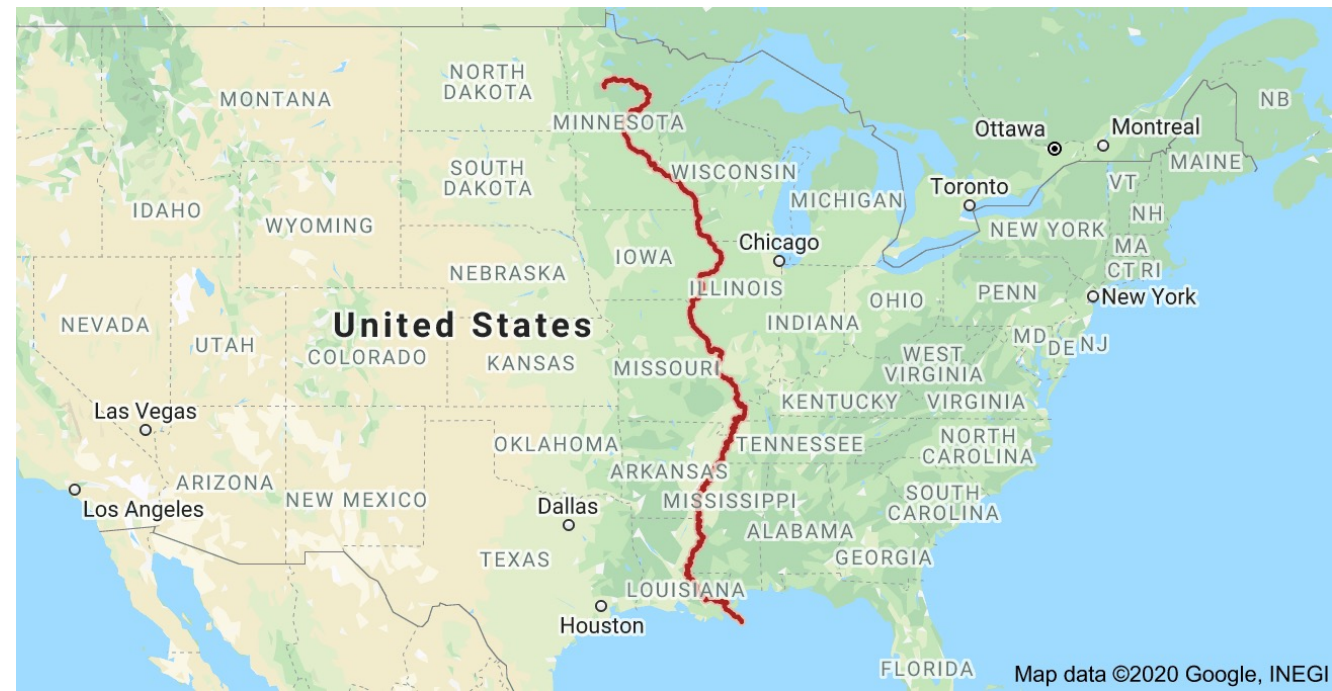 NORTH
DAKOTA
MONTANA
NB
MINNESOTA
Ottawa
Montreal
MAINE
SOUTH
DAKOTA
WISCONSIN
VT
IDAHO
MICHIGAN
Toronto
NH
WYOMING
NEW YORK
MA
Chicago
IOWA
CT RI
NEBRASKA
ILLINOIS
OHIO
PENN
New York
NEVADA
United States
INDIANA
UTAH
COLORADO
KANSAS
MISSOURI
WEST
VIRGINIA
MD
DE
NJ
KENTUCKY
VIRGINIA
Las Vegas
OKLAHOMA
TENNESSEE
NORTH
CAROLINA
ARKANSAS
ARIZONA
NEW MEXICO
MISSISSIPPI
SOUTH
CAROLINA
Los Angeles
Dallas
ALABAMA
GEORGIA
TEXAS
LOUISIANA
Houston
FLORIDA
Map data ©2020 Google, INEGI